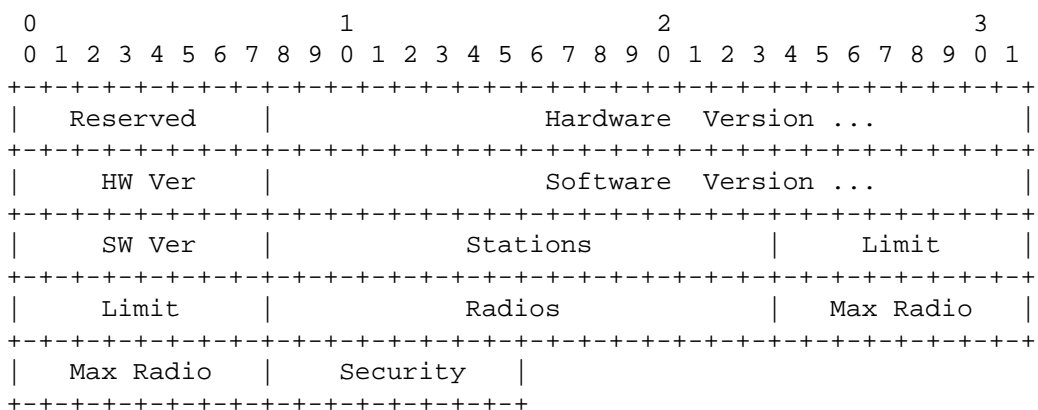 0 1 2 3
0 1 2 3 4 5 6 7 8 9 0 1 2 3 4 5 6 7 8 9 0 1 2 3 4 5 6 7 8 9 0 1
+-+-+-+-+-+-+-+-+-+-+-+-+-+-+-+-+-+-+-+-+-+-+-+-+-+-+-+-+-+-+-+-+
| Reserved | Hardware Version ... |
+-+-+-+-+-+-+-+-+-+-+-+-+-+-+-+-+-+-+-+-+-+-+-+-+-+-+-+-+-+-+-+-+
| HW Ver | Software Version ... |
+-+-+-+-+-+-+-+-+-+-+-+-+-+-+-+-+-+-+-+-+-+-+-+-+-+-+-+-+-+-+-+-+
| SW Ver | Stations | Limit |
+-+-+-+-+-+-+-+-+-+-+-+-+-+-+-+-+-+-+-+-+-+-+-+-+-+-+-+-+-+-+-+-+
| Limit | Radios | Max Radio |
+-+-+-+-+-+-+-+-+-+-+-+-+-+-+-+-+-+-+-+-+-+-+-+-+-+-+-+-+-+-+-+-+
| Max Radio | Security |
+-+-+-+-+-+-+-+-+-+-+-+-+-+-+-+-+